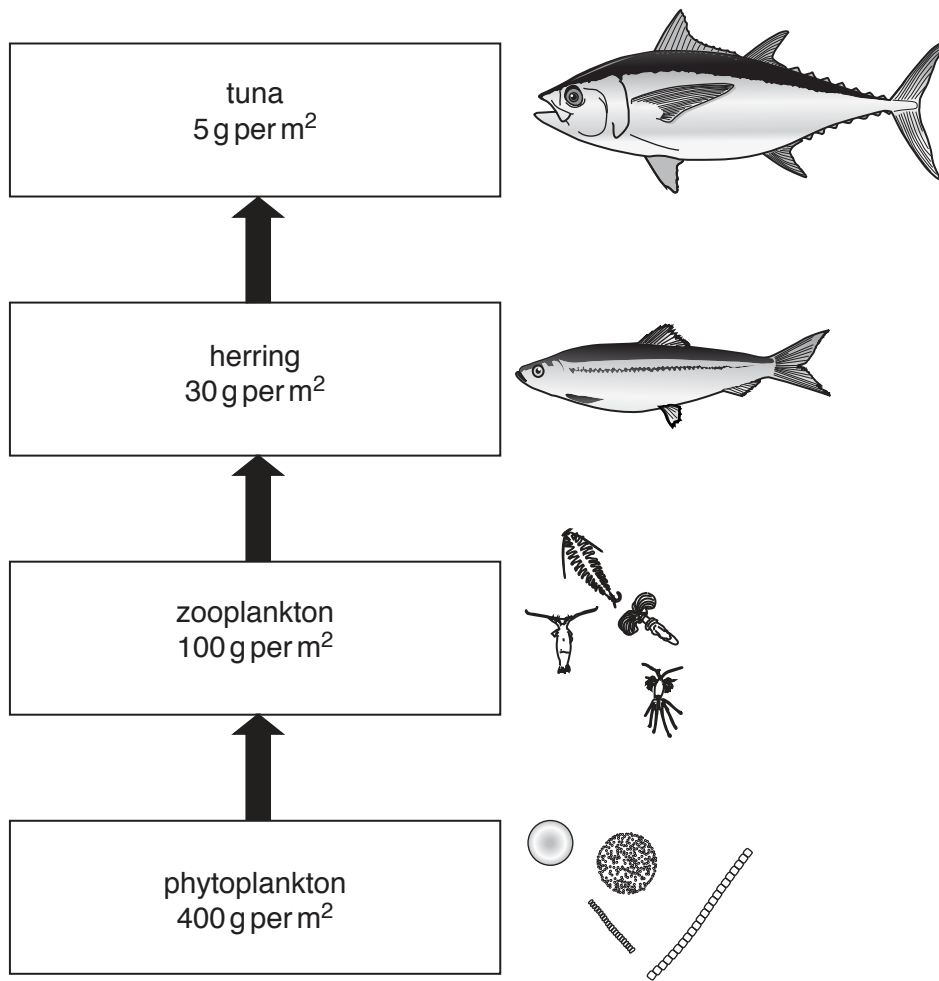 tuna
5 g per m²
herring
30 g per m²
zooplankton
100 g per m²
phytoplankton
400 g per m²